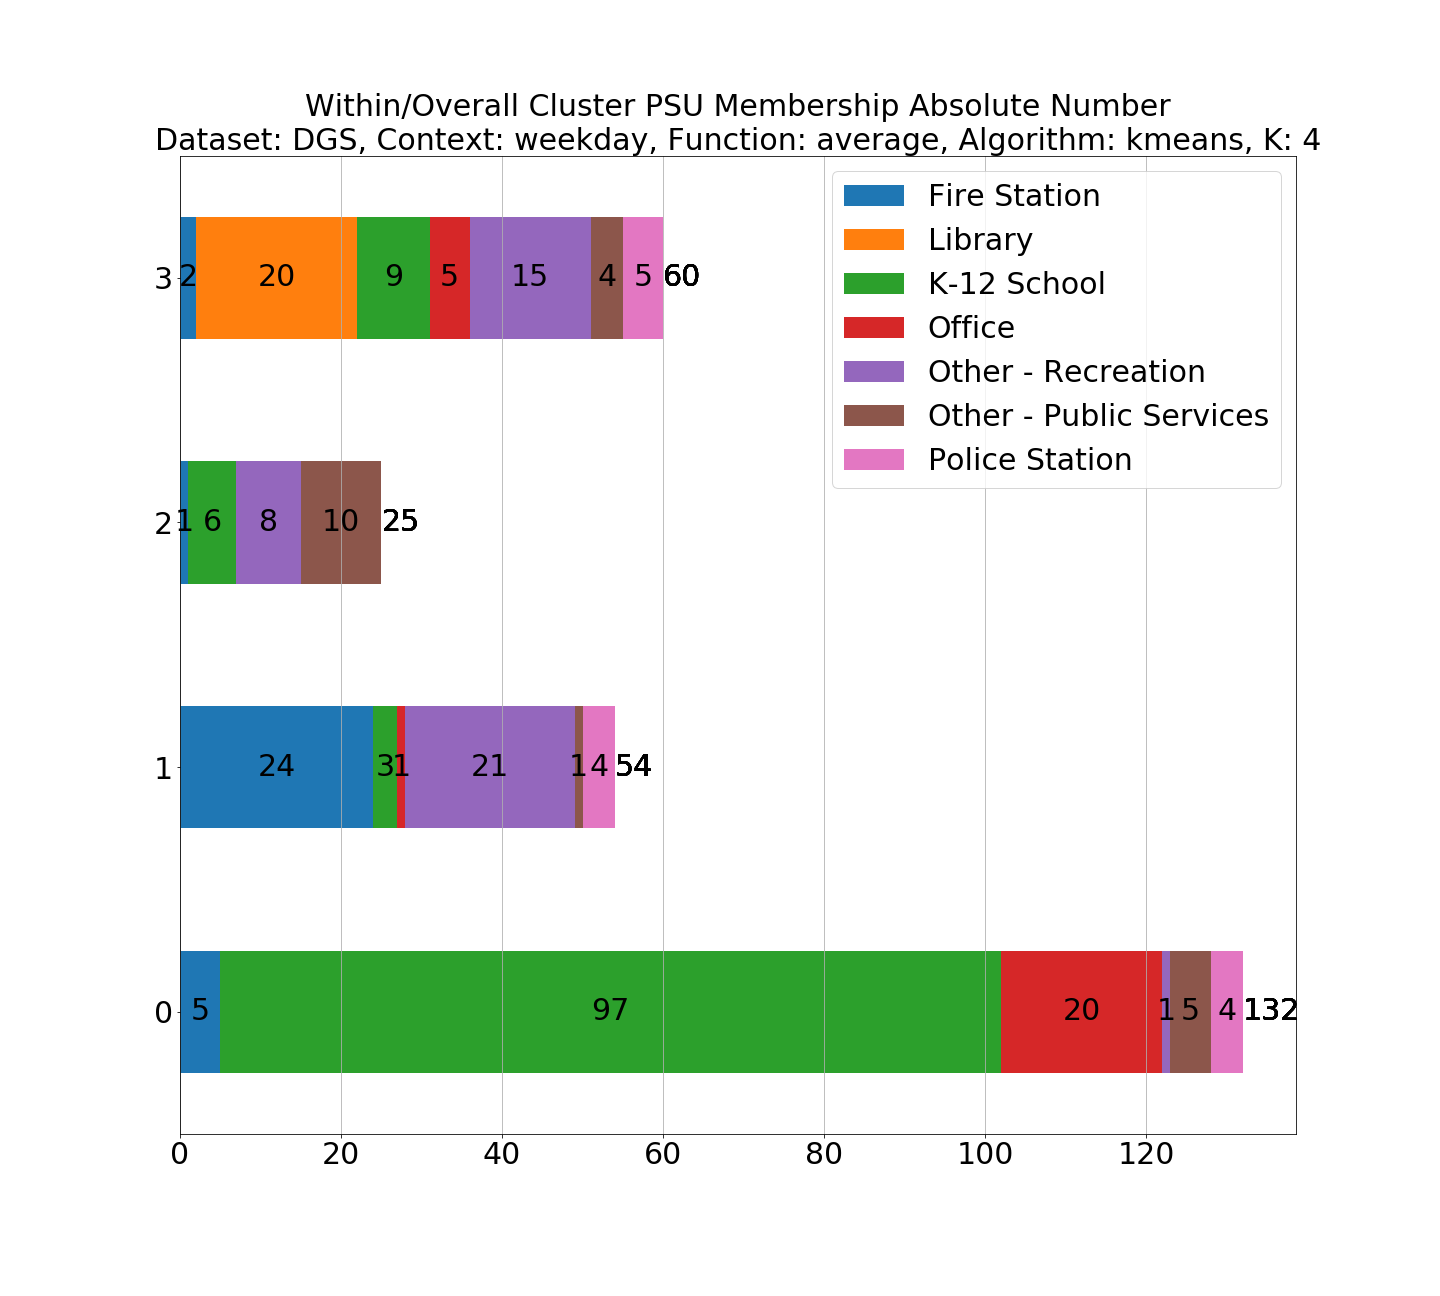 Within/Overall Cluster PSU Membership Absolute Number
Dataset: DGS, Context: weekday, Function: average, Algorithm: kmeans, K: 4
Fire Station
Library
K-12 School
Office
Other - Recreation
Other - Public Services
Police Station
3 2 20 9 5 15 4 5 60
2 1 6 8 10 25
1 24 3 1 21 1 4 54
0 5 97 20 1 5 4 132
0 20 40 60 80 100 120